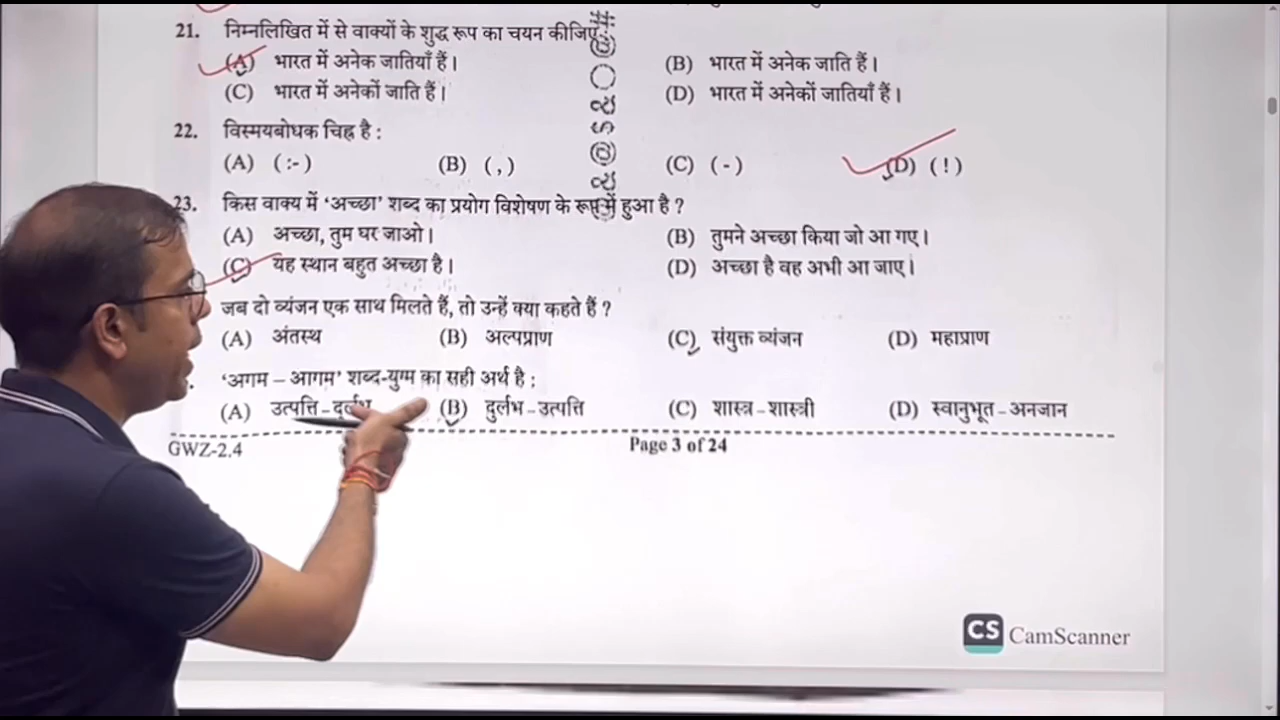 21. निम्नलिखित में से वाक्यों के शुद्ध रूप का चयन कीजिए :
(A) भारत में अनेक जातियाँ हैं।
(B) भारत में अनेक जाति हैं।
(C) भारत में अनेकों जाति हैं।
(D) भारत में अनेकों जातियाँ हैं।
22. विस्मयबोधक चिह्न है :
(A) ( :- ) (B) ( , ) (C) ( - ) (D) ( ! )
23. किस वाक्य में ‘अच्छा’ शब्द का प्रयोग विशेषण के रूप में हुआ है ?
(A) अच्छा, तुम घर जाओ।
(B) तुमने अच्छा किया जो आ गए।
(C) यह स्थान बहुत अच्छा है।
(D) अच्छा है वह अभी आ जाए।
जब दो व्यंजन एक साथ मिलते हैं, तो उन्हें क्या कहते हैं ?
(A) अंतस्थ (B) अल्पप्राण (C) संयुक्त व्यंजन (D) महाप्राण
‘अगम – आगम’ शब्द-युग्म का सही अर्थ है :
(A) उत्पत्ति – दुर्लभ (B) दुर्लभ – उत्पत्ति (C) शास्त्र – शास्त्री (D) स्वानुभूत – अनजान
GWZ-2.4 Page 3 of 24
CS CamScanner